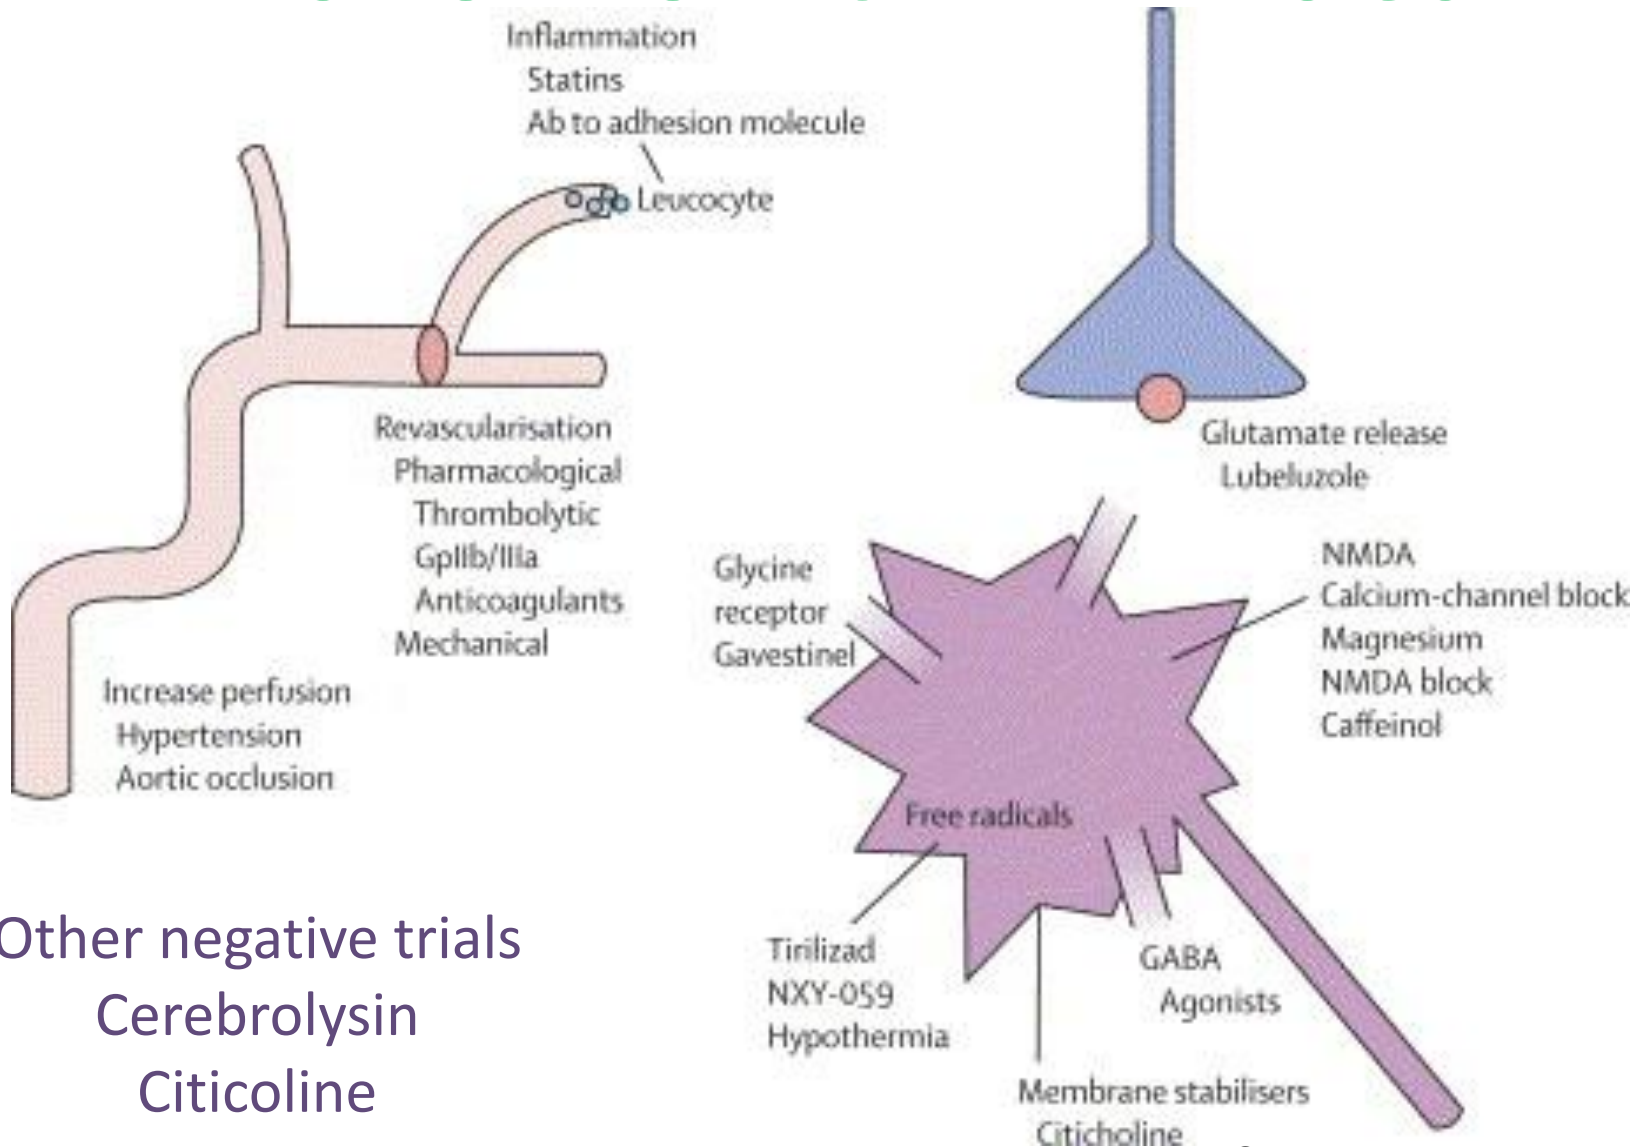 Inflammation
Statins
Ab to adhesion molecule
Leucocyte
Revascularisation
Pharmacological
Thrombolytic
GpIIb/IIIa
Anticoagulants
Mechanical
Increase perfusion
Hypertension
Aortic occlusion
Glutamate release
Lubeluzole
Glycine
receptor
Gavestinel
NMDA
Calcium-channel block
Magnesium
NMDA block
Caffeinol
Free radicals
Tirilizad
NXY-059
Hypothermia
GABA
Agonists
Membrane stabilisers
Citicholine
Other negative trials
Cerebrolysin
Citicoline